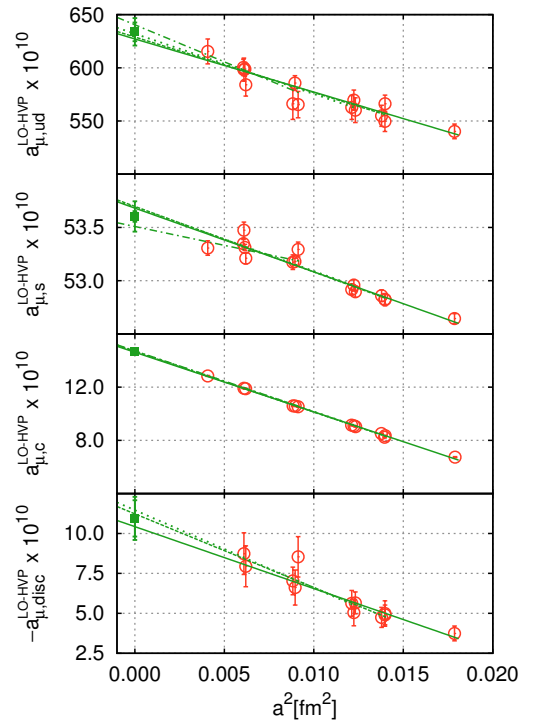 650
600
550
a_{μ,ud}^{LO-HVP} x 10^{10}
53.5
53.0
a_{μ,s}^{LO-HVP} x 10^{10}
12.0
8.0
a_{μ,c}^{LO-HVP} x 10^{10}
10.0
7.5
5.0
2.5
−a_{μ,disc}^{LO-HVP} x 10^{10}
0.000 0.005 0.010 0.015 0.020
a^2[fm^2]